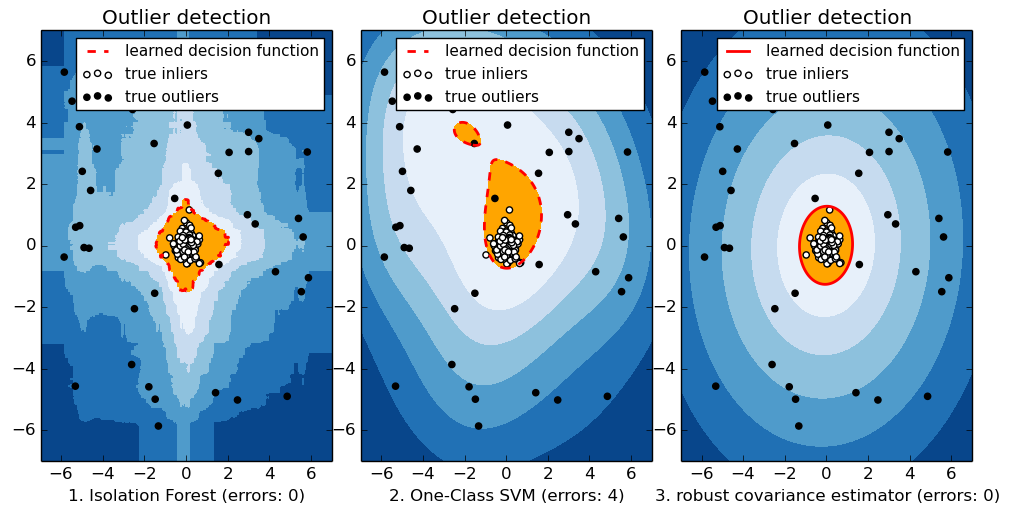 Outlier detection
learned decision function
true inliers
true outliers
6
4
2
0
−2
−4
−6
−6 −4 −2 0 2 4 6
1. Isolation Forest (errors: 0)
Outlier detection
learned decision function
true inliers
true outliers
6
4
2
0
−2
−4
−6
−6 −4 −2 0 2 4 6
2. One-Class SVM (errors: 4)
Outlier detection
learned decision function
true inliers
true outliers
6
4
2
0
−2
−4
−6
−6 −4 −2 0 2 4 6
3. robust covariance estimator (errors: 0)